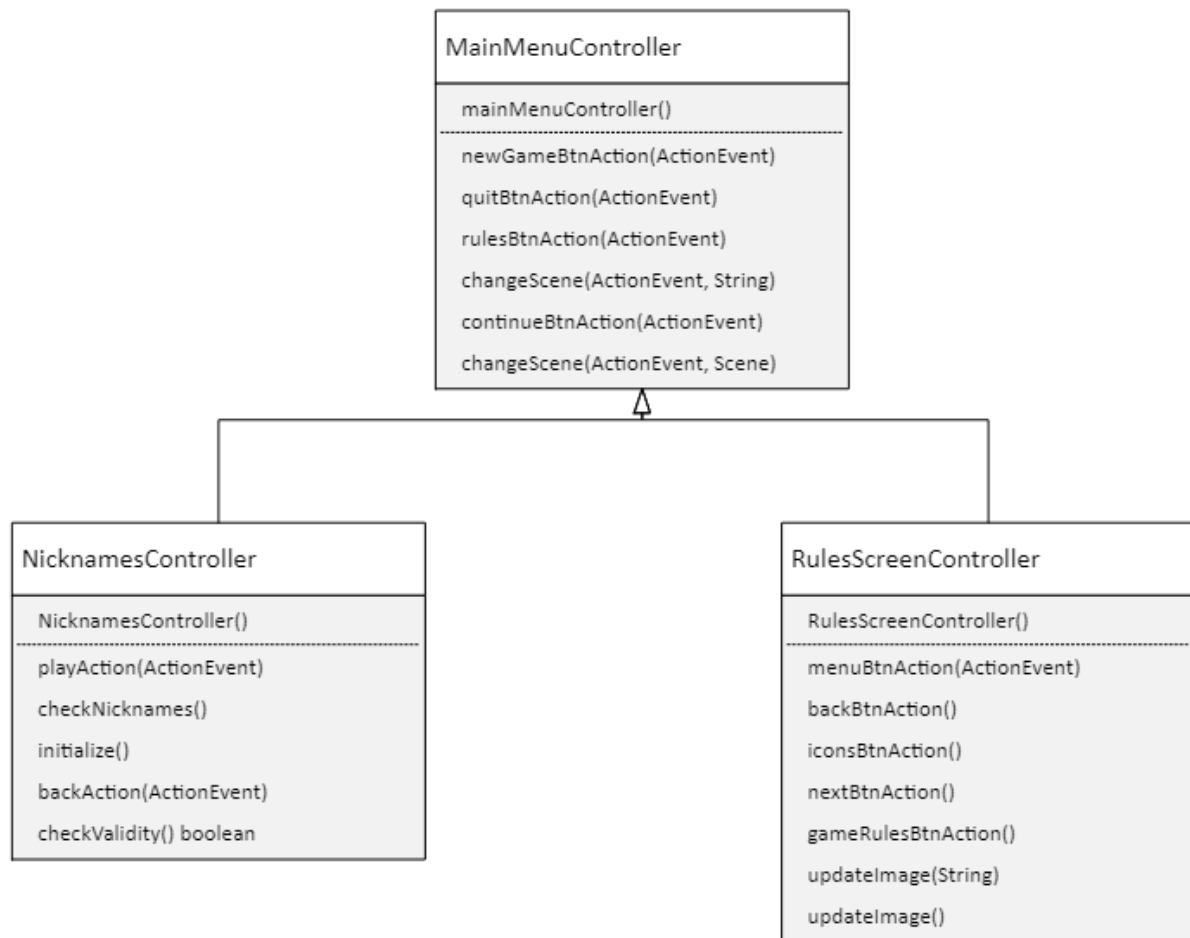 MainMenuController
mainMenuController()
newGameBtnAction(ActionEvent)
quitBtnAction(ActionEvent)
rulesBtnAction(ActionEvent)
changeScene(ActionEvent, String)
continueBtnAction(ActionEvent)
changeScene(ActionEvent, Scene)
NicknamesController
NicknamesController()
playAction(ActionEvent)
checkNicknames()
initialize()
backAction(ActionEvent)
checkValidity() boolean
RulesScreenController
RulesScreenController()
menuBtnAction(ActionEvent)
backBtnAction()
iconsBtnAction()
nextBtnAction()
gameRulesBtnAction()
updateImage(String)
updateImage()